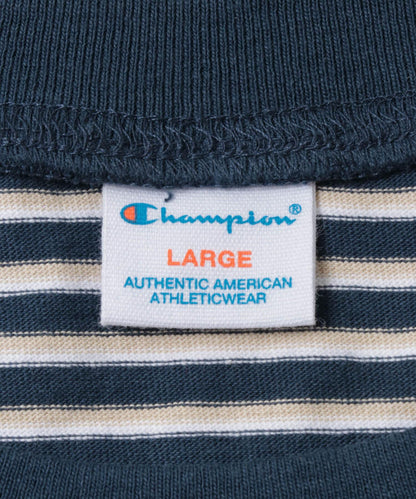 Champion®
LARGE
AUTHENTIC AMERICAN
ATHLETICWEAR